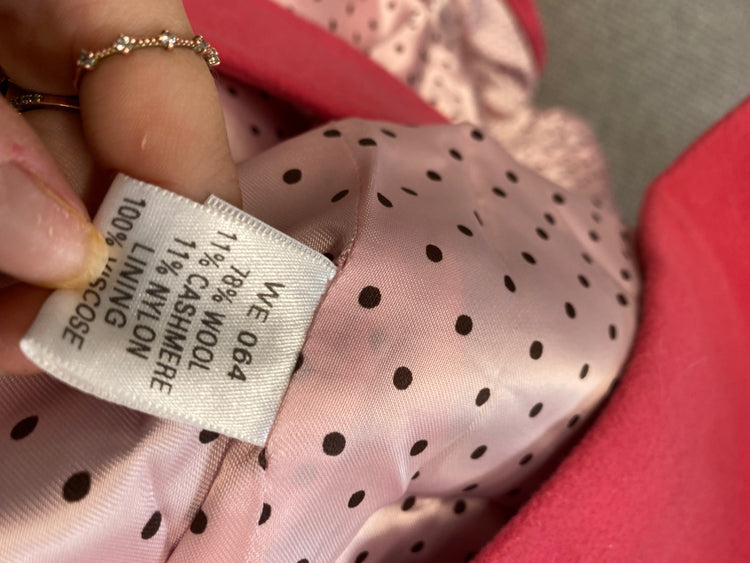 WE 064
78% WOOL
11% CASHMERE
11% NYLON
LINING
100% VISCOSE